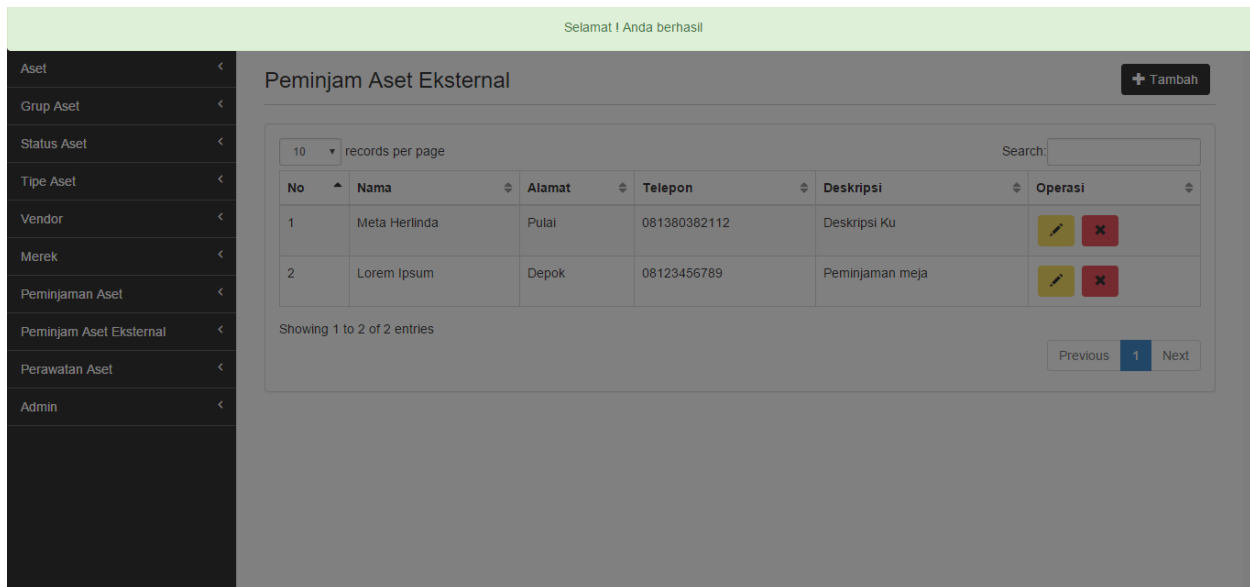 Selamat ! Anda berhasil
Aset
Grup Aset
Status Aset
Tipe Aset
Vendor
Merek
Peminjaman Aset
Peminjam Aset Eksternal
Perawatan Aset
Admin
Peminjam Aset Eksternal
Tambah
10 records per page
Search:
No Nama Alamat Telepon Deskripsi Operasi
1 Meta Herlinda Pulai 081380382112 Deskripsi Ku
2 Lorem Ipsum Depok 08123456789 Peminjaman meja
Showing 1 to 2 of 2 entries
Previous 1 Next